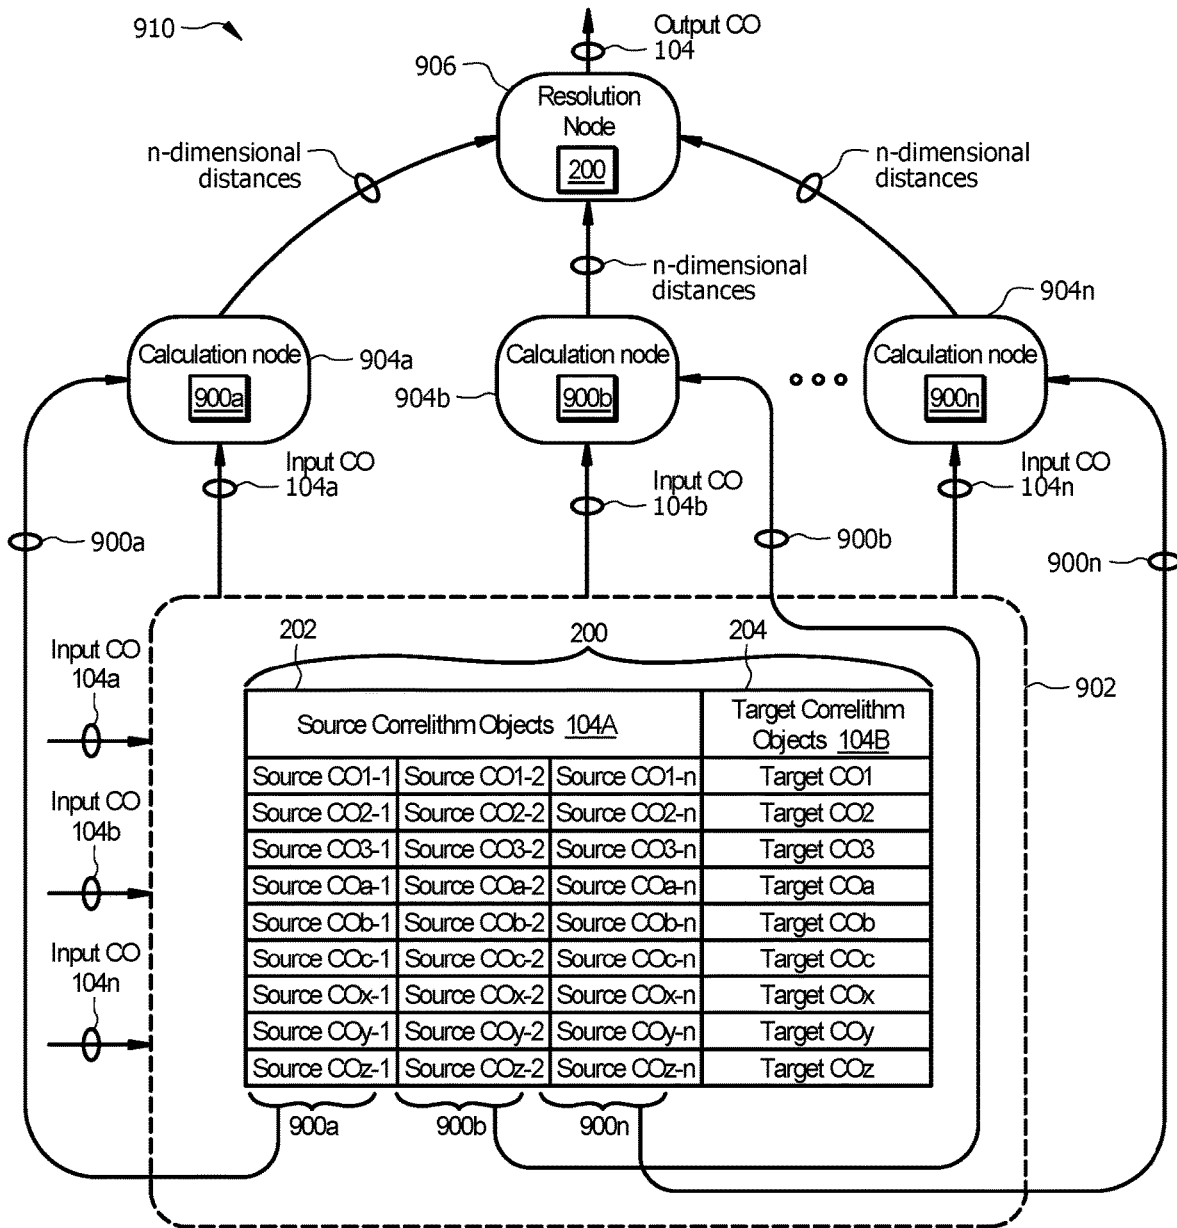 910
Output CO
104
906
Resolution
Node
200
n-dimensional
distances
n-dimensional
distances
n-dimensional
distances
904n
Calculation node
900a
904a
Calculation node
900b
904b
Calculation node
900n
Input CO
104a
Input CO
104b
Input CO
104n
900a
900b
900n
202
200
204
902
Input CO
104a
Input CO
104b
Input CO
104n
Source Correlithm Objects 104A
Target Correlithm
Objects 104B
Source CO1-1 Source CO1-2 Source CO1-n Target CO1
Source CO2-1 Source CO2-2 Source CO2-n Target CO2
Source CO3-1 Source CO3-2 Source CO3-n Target CO3
Source COa-1 Source COa-2 Source COa-n Target COa
Source COb-1 Source COb-2 Source COb-n Target COb
Source COc-1 Source COc-2 Source COc-n Target COc
Source COx-1 Source COx-2 Source COx-n Target COx
Source COy-1 Source COy-2 Source COy-n Target COy
Source COz-1 Source COz-2 Source COz-n Target COz
900a
900b
900n